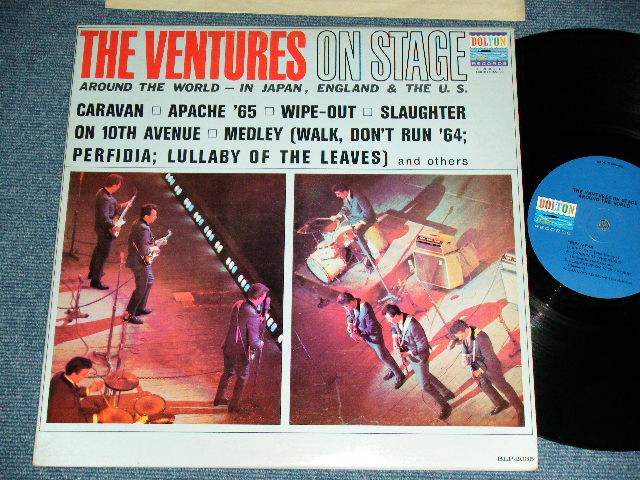 THE VENTURES ON STAGE
DOLTON
RECORDS
AROUND THE WORLD – IN JAPAN, ENGLAND & THE U. S.
CARAVAN □ APACHE '65 □ WIPE-OUT □ SLAUGHTER
ON 10TH AVENUE □ MEDLEY (WALK, DON'T RUN '64;
PERFIDIA; LULLABY OF THE LEAVES) and others
BLP-2035
DOLTON
RECORDS
THE VENTURES ON STAGE
AROUND THE WORLD